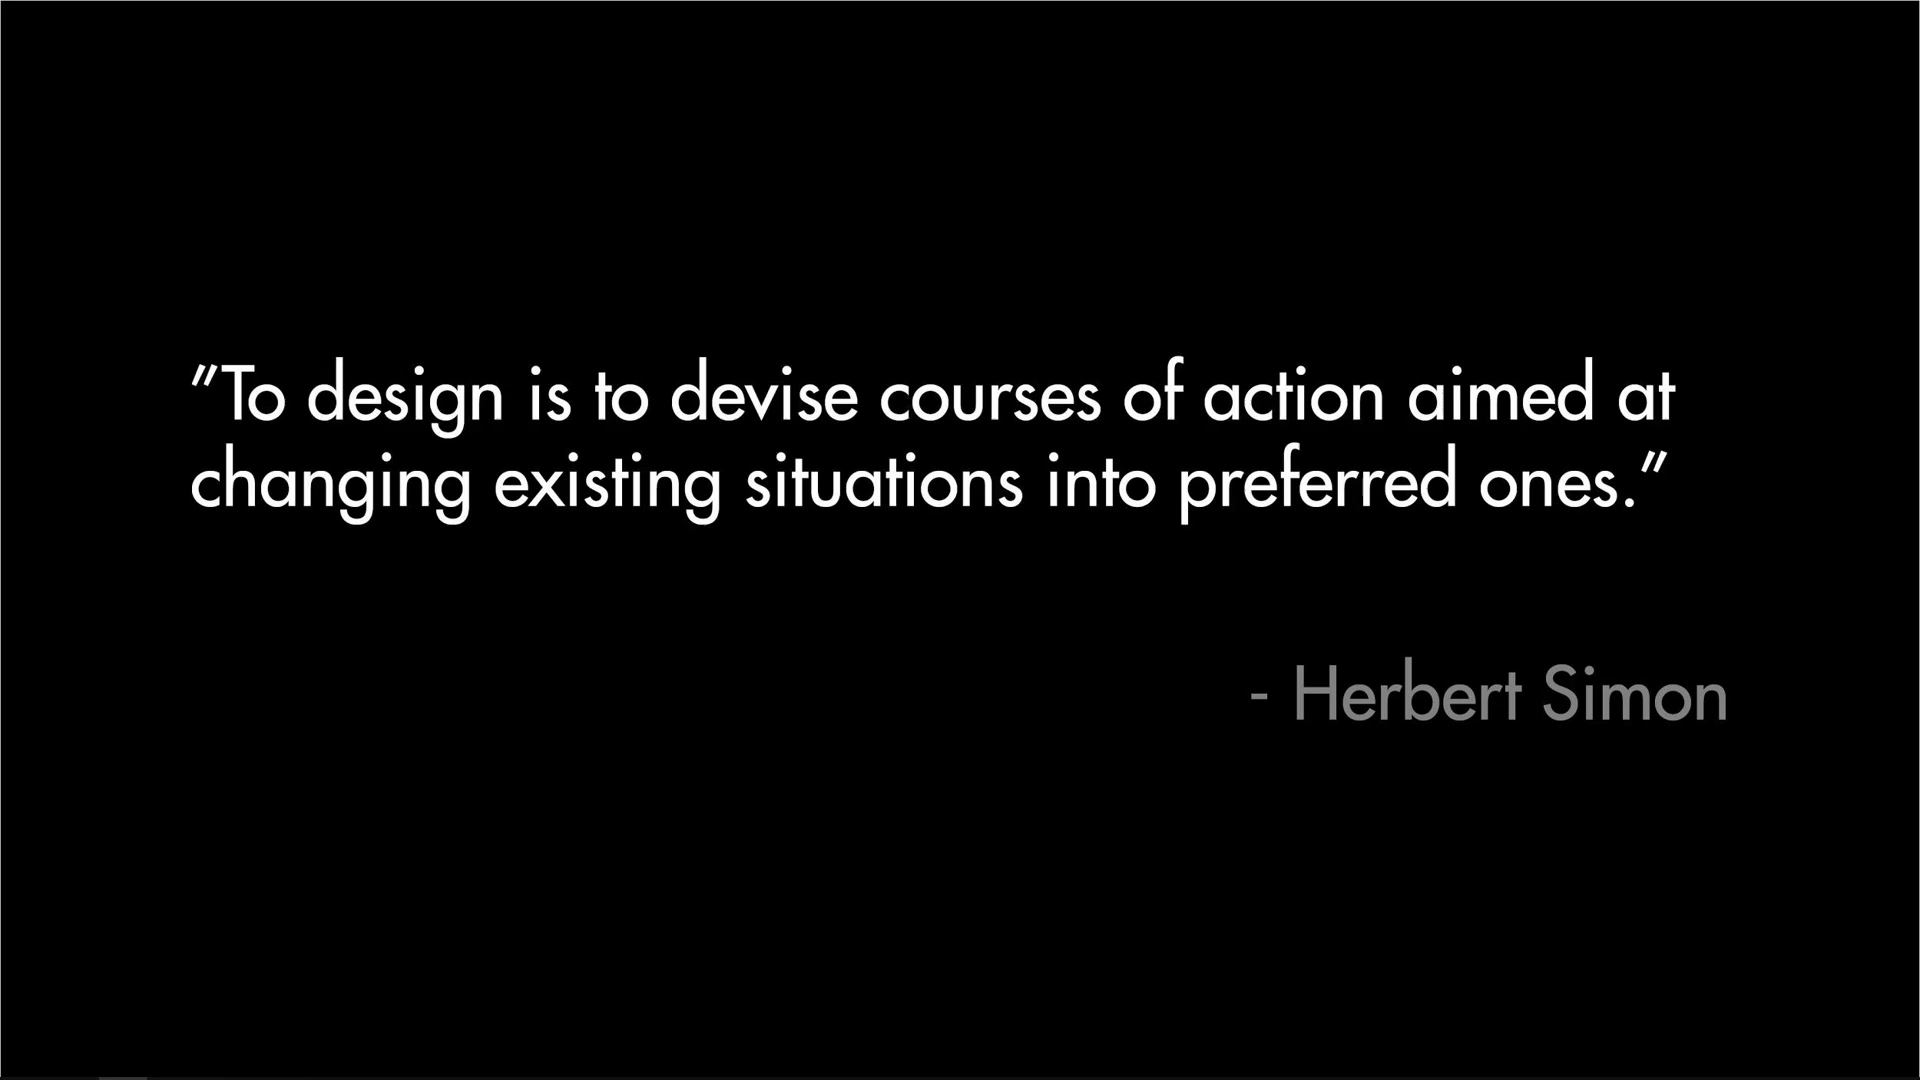 ”To design is to devise courses of action aimed at
changing existing situations into preferred ones.”
- Herbert Simon